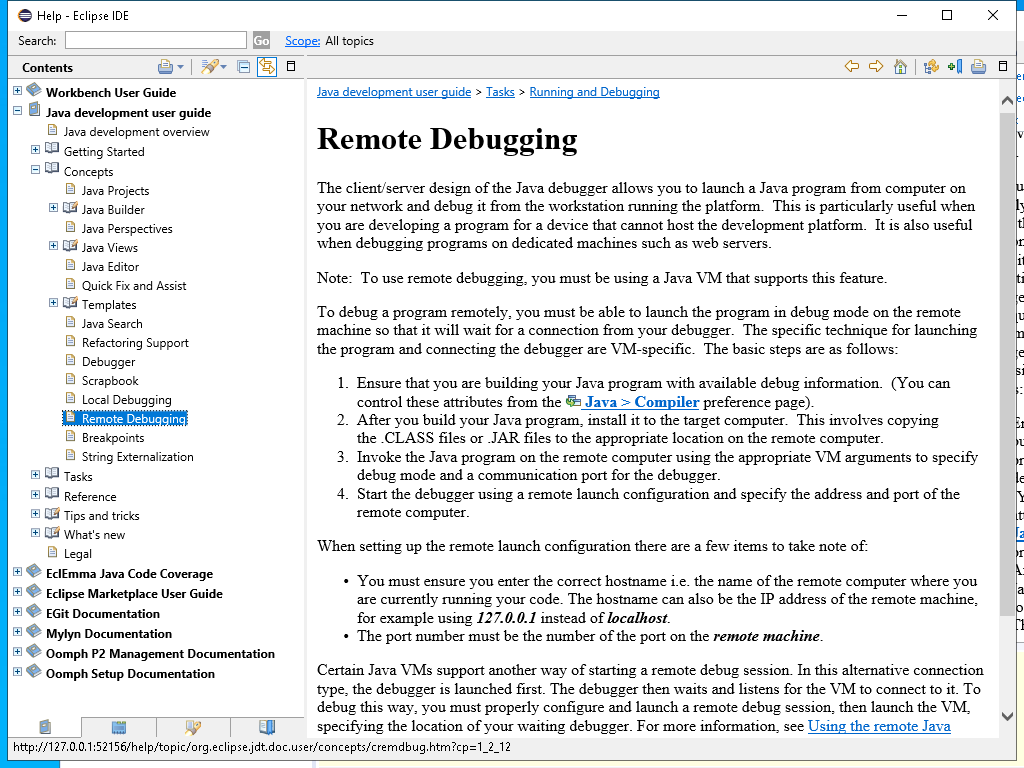 Help - Eclipse IDE
Search:
Go
Scope: All topics
Contents
Workbench User Guide
Java development user guide
Java development overview
Getting Started
Concepts
Java Projects
Java Builder
Java Perspectives
Java Views
Java Editor
Quick Fix and Assist
Templates
Java Search
Refactoring Support
Debugger
Scrapbook
Local Debugging
Remote Debugging
Breakpoints
String Externalization
Tasks
Reference
Tips and tricks
What's new
Legal
EclEmma Java Code Coverage
Eclipse Marketplace User Guide
EGit Documentation
Mylyn Documentation
Oomph P2 Management Documentation
Oomph Setup Documentation
Java development user guide > Tasks > Running and Debugging
Remote Debugging
The client/server design of the Java debugger allows you to launch a Java program from computer on
your network and debug it from the workstation running the platform.  This is particularly useful when
you are developing a program for a device that cannot host the development platform.  It is also useful
when debugging programs on dedicated machines such as web servers.
Note:  To use remote debugging, you must be using a Java VM that supports this feature.
To debug a program remotely, you must be able to launch the program in debug mode on the remote
machine so that it will wait for a connection from your debugger.  The specific technique for launching
the program and connecting the debugger are VM-specific.  The basic steps are as follows:
1. Ensure that you are building your Java program with available debug information.  (You can
control these attributes from the Java > Compiler preference page).
2. After you build your Java program, install it to the target computer.  This involves copying
the .CLASS files or .JAR files to the appropriate location on the remote computer.
3. Invoke the Java program on the remote computer using the appropriate VM arguments to specify
debug mode and a communication port for the debugger.
4. Start the debugger using a remote launch configuration and specify the address and port of the
remote computer.
When setting up the remote launch configuration there are a few items to take note of:
• You must ensure you enter the correct hostname i.e. the name of the remote computer where you
are currently running your code. The hostname can also be the IP address of the remote machine,
for example using 127.0.0.1 instead of localhost.
• The port number must be the number of the port on the remote machine.
Certain Java VMs support another way of starting a remote debug session. In this alternative connection
type, the debugger is launched first. The debugger then waits and listens for the VM to connect to it. To
debug this way, you must properly configure and launch a remote debug session, then launch the VM,
specifying the location of your waiting debugger. For more information, see Using the remote Java
http://127.0.0.1:52156/help/topic/org.eclipse.jdt.doc.user/concepts/cremdbug.htm?cp=1_2_12